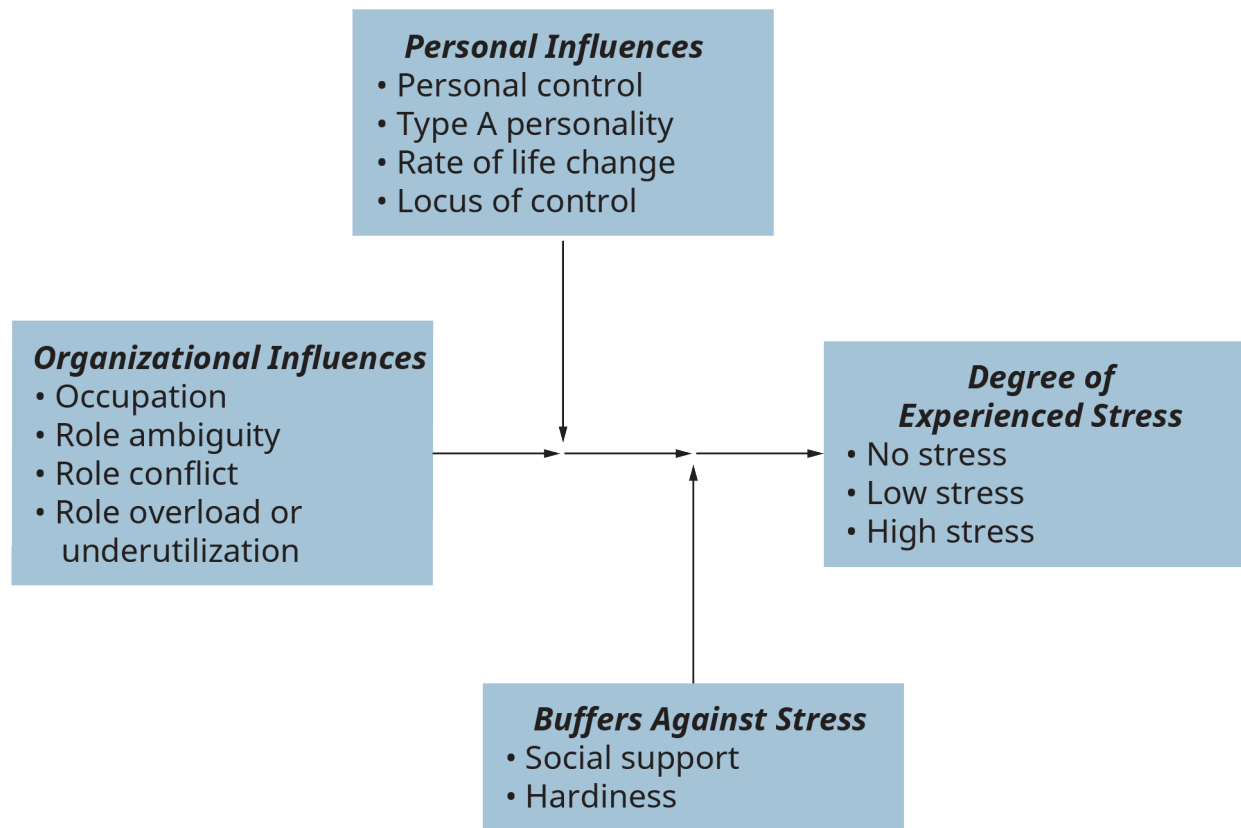 Personal Influences
• Personal control
• Type A personality
• Rate of life change
• Locus of control
Organizational Influences
• Occupation
• Role ambiguity
• Role conflict
• Role overload or
underutilization
Degree of
Experienced Stress
• No stress
• Low stress
• High stress
Buffers Against Stress
• Social support
• Hardiness